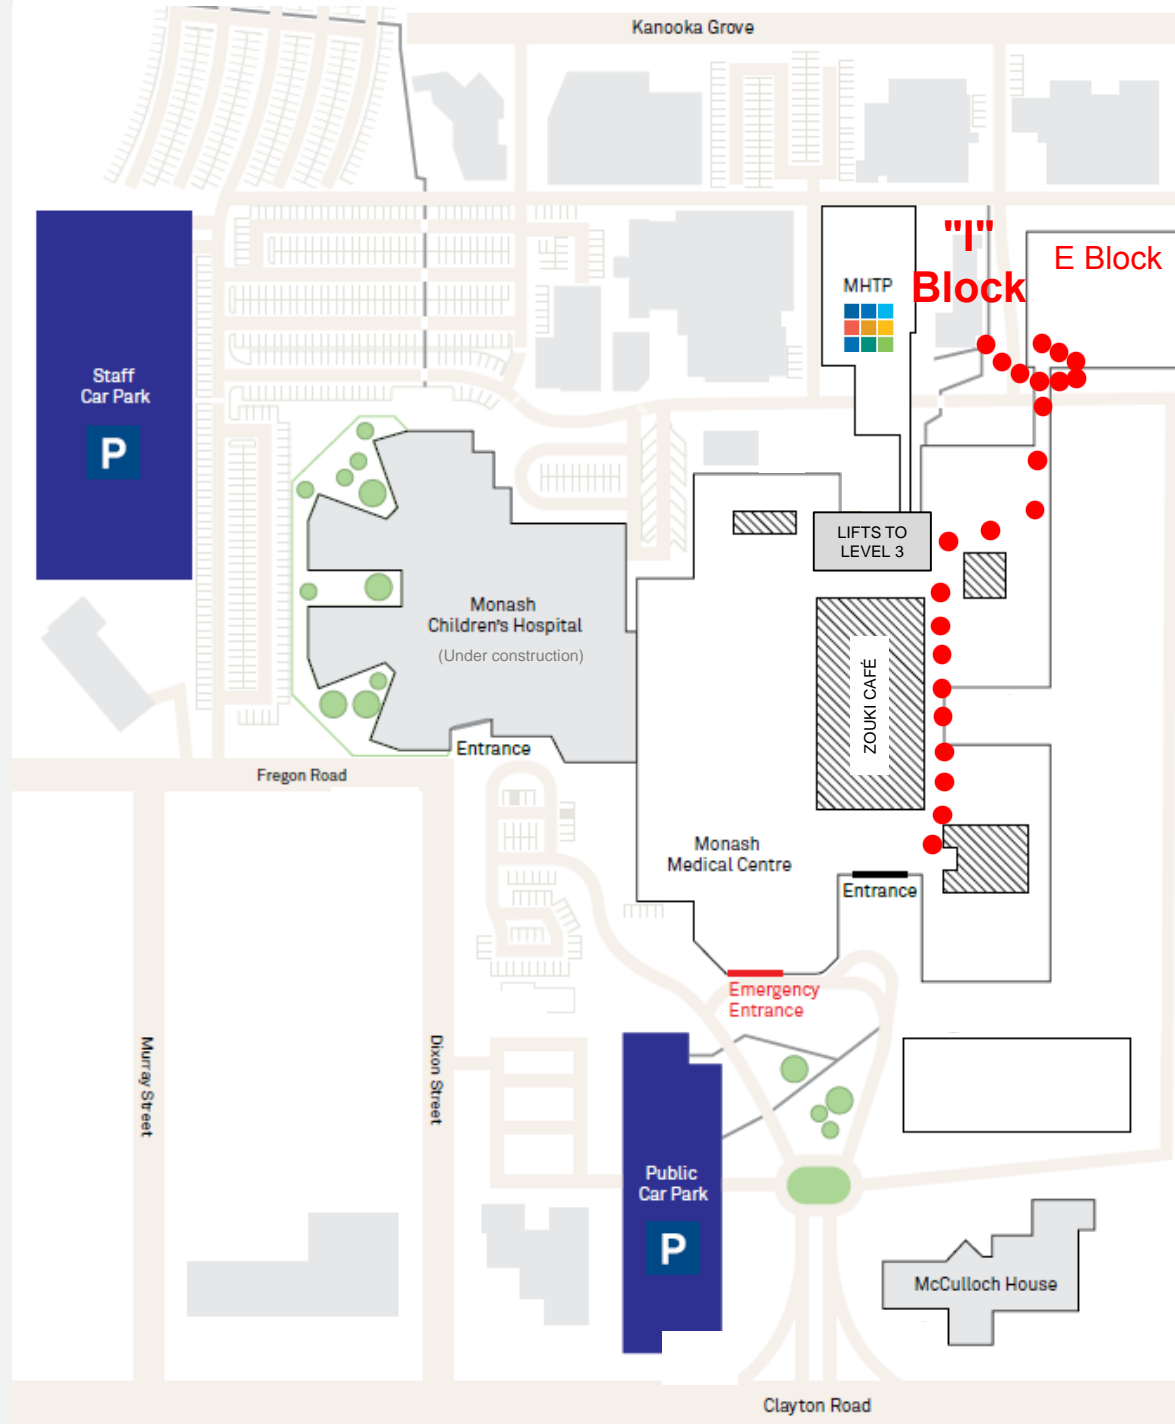 Kanooka Grove
"I"
Block
E Block
MHTP
Staff
Car Park
P
LIFTS TO
LEVEL 3
Monash
Children's Hospital
(Under construction)
ZOUKI CAFÉ
Entrance
Fregon Road
Monash
Medical Centre
Entrance
Emergency
Entrance
Murray Street
Dixon Street
Public
Car Park
P
McCulloch House
Clayton Road